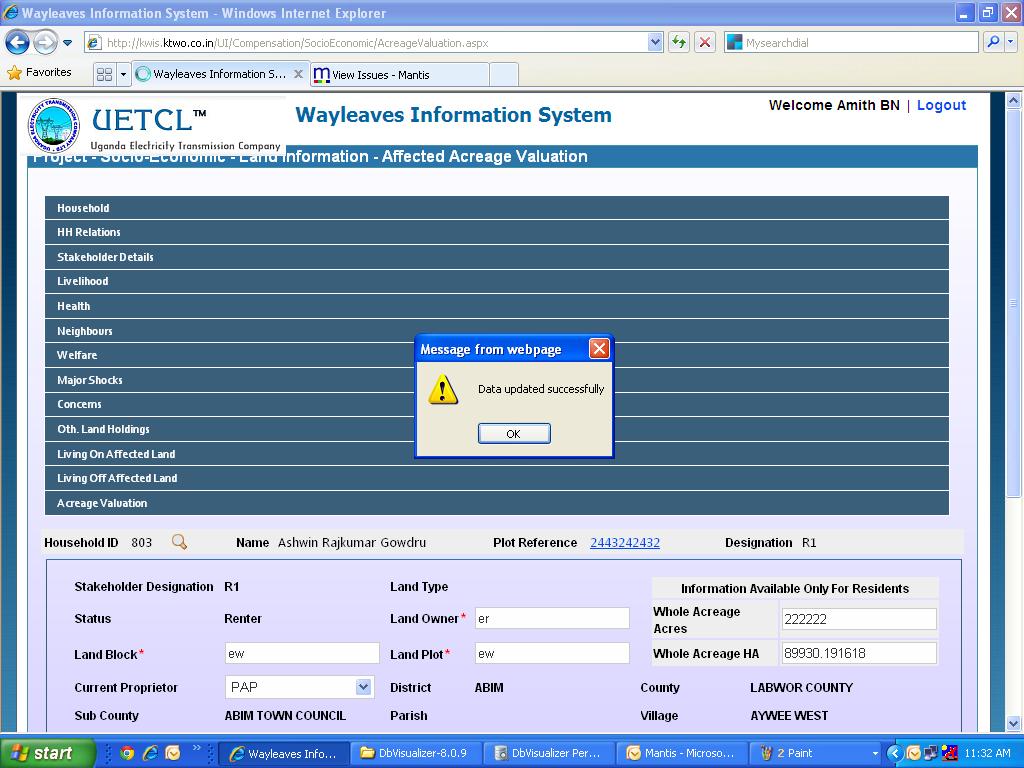 Wayleaves Information System - Windows Internet Explorer
http://kwis.ktwo.co.in/UI/Compensation/SocioEconomic/AcreageValuation.aspx
Mysearchdial
Favorites
Wayleaves Information S...
View Issues - Mantis
UETCL™
Uganda Electricity Transmission Company
Wayleaves Information System
Welcome Amith BN | Logout
Project - Socio-Economic - Land Information - Affected Acreage Valuation
Household
HH Relations
Stakeholder Details
Livelihood
Health
Neighbours
Welfare
Major Shocks
Concerns
Oth. Land Holdings
Living On Affected Land
Living Off Affected Land
Acreage Valuation
Message from webpage
Data updated successfully
OK
Household ID 803 Name Ashwin Rajkumar Gowdru Plot Reference 2443242432 Designation R1
Stakeholder Designation R1 Land Type
Information Available Only For Residents
Status Renter Land Owner* er
Whole Acreage
Acres
222222
Land Block* ew Land Plot* ew
Whole Acreage HA 89930.191618
Current Proprietor PAP District ABIM County LABWOR COUNTY
Sub County ABIM TOWN COUNCIL Parish Village AYWEE WEST
start
Wayleaves Info...
DbVisualizer-8.0.9
DbVisualizer Per...
Mantis - Microso...
2 Paint
11:32 AM